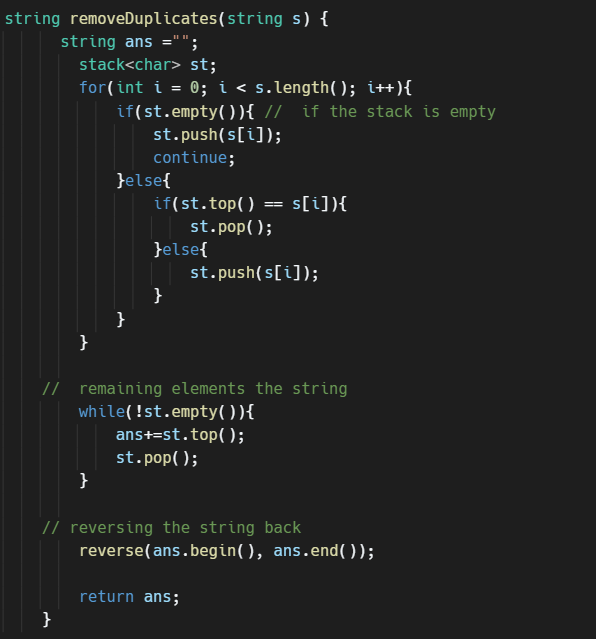 string removeDuplicates(string s) {
string ans ="";
stack<char> st;
for(int i = 0; i < s.length(); i++){
if(st.empty()){ //  if the stack is empty
st.push(s[i]);
continue;
}else{
if(st.top() == s[i]){
st.pop();
}else{
st.push(s[i]);
}
}
}
//  remaining elements the string
while(!st.empty()){
ans+=st.top();
st.pop();
}
// reversing the string back
reverse(ans.begin(), ans.end());
return ans;
}